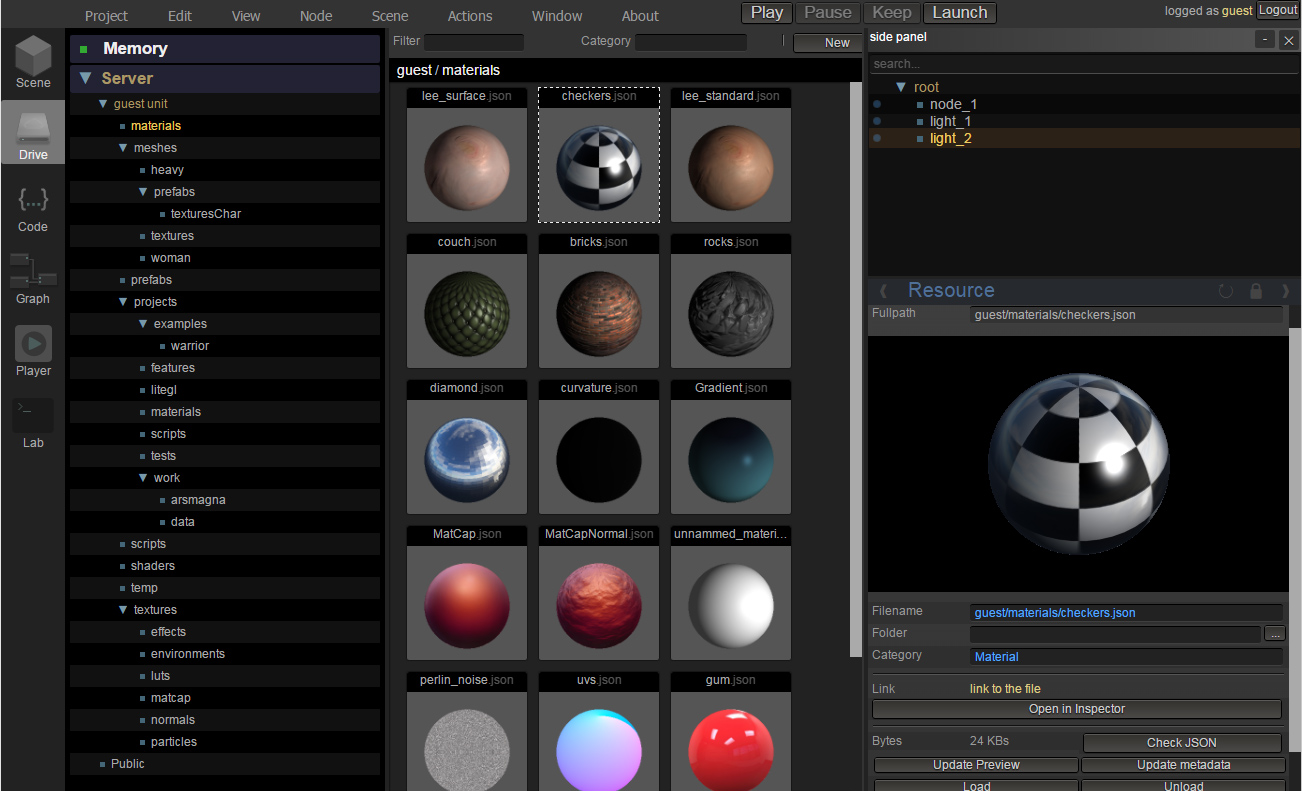 Project Edit View Node Scene Actions Window About Play Pause Keep Launch logged as guest Logout
Scene
Drive
{...}
Code
Graph
Player
>_
Lab
Memory
Server
guest unit
materials
meshes
heavy
prefabs
texturesChar
textures
woman
prefabs
projects
examples
warrior
features
litegl
materials
scripts
tests
work
arsmagna
data
scripts
shaders
temp
textures
effects
environments
luts
matcap
normals
particles
Public
Filter Category New
guest / materials
lee_surface.json checkers.json lee_standard.json
couch.json bricks.json rocks.json
diamond.json curvature.json Gradient.json
MatCap.json MatCapNormal.json unnammed_materi...
perlin_noise.json uvs.json gum.json
side panel - ×
search...
root
node_1
light_1
light_2
Resource
Fullpath guest/materials/checkers.json
Filename guest/materials/checkers.json
Folder ...
Category Material
Link link to the file
Open in Inspector
Bytes 24 KBs Check JSON
Update Preview Update metadata
Load Unload